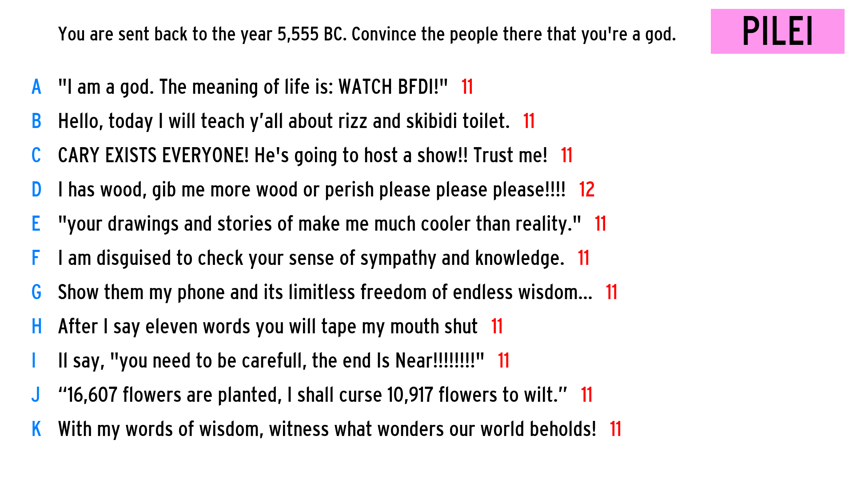 You are sent back to the year 5,555 BC. Convince the people there that you're a god.
PILEI
A "I am a god. The meaning of life is: WATCH BFDI!" 11
B Hello, today I will teach y’all about rizz and skibidi toilet. 11
C CARY EXISTS EVERYONE! He's going to host a show!! Trust me! 11
D I has wood, gib me more wood or perish please please please!!!! 12
E "your drawings and stories of make me much cooler than reality." 11
F I am disguised to check your sense of sympathy and knowledge. 11
G Show them my phone and its limitless freedom of endless wisdom... 11
H After I say eleven words you will tape my mouth shut 11
I Il say, "you need to be carefull, the end Is Near!!!!!!!!" 11
J “16,607 flowers are planted, I shall curse 10,917 flowers to wilt.” 11
K With my words of wisdom, witness what wonders our world beholds! 11